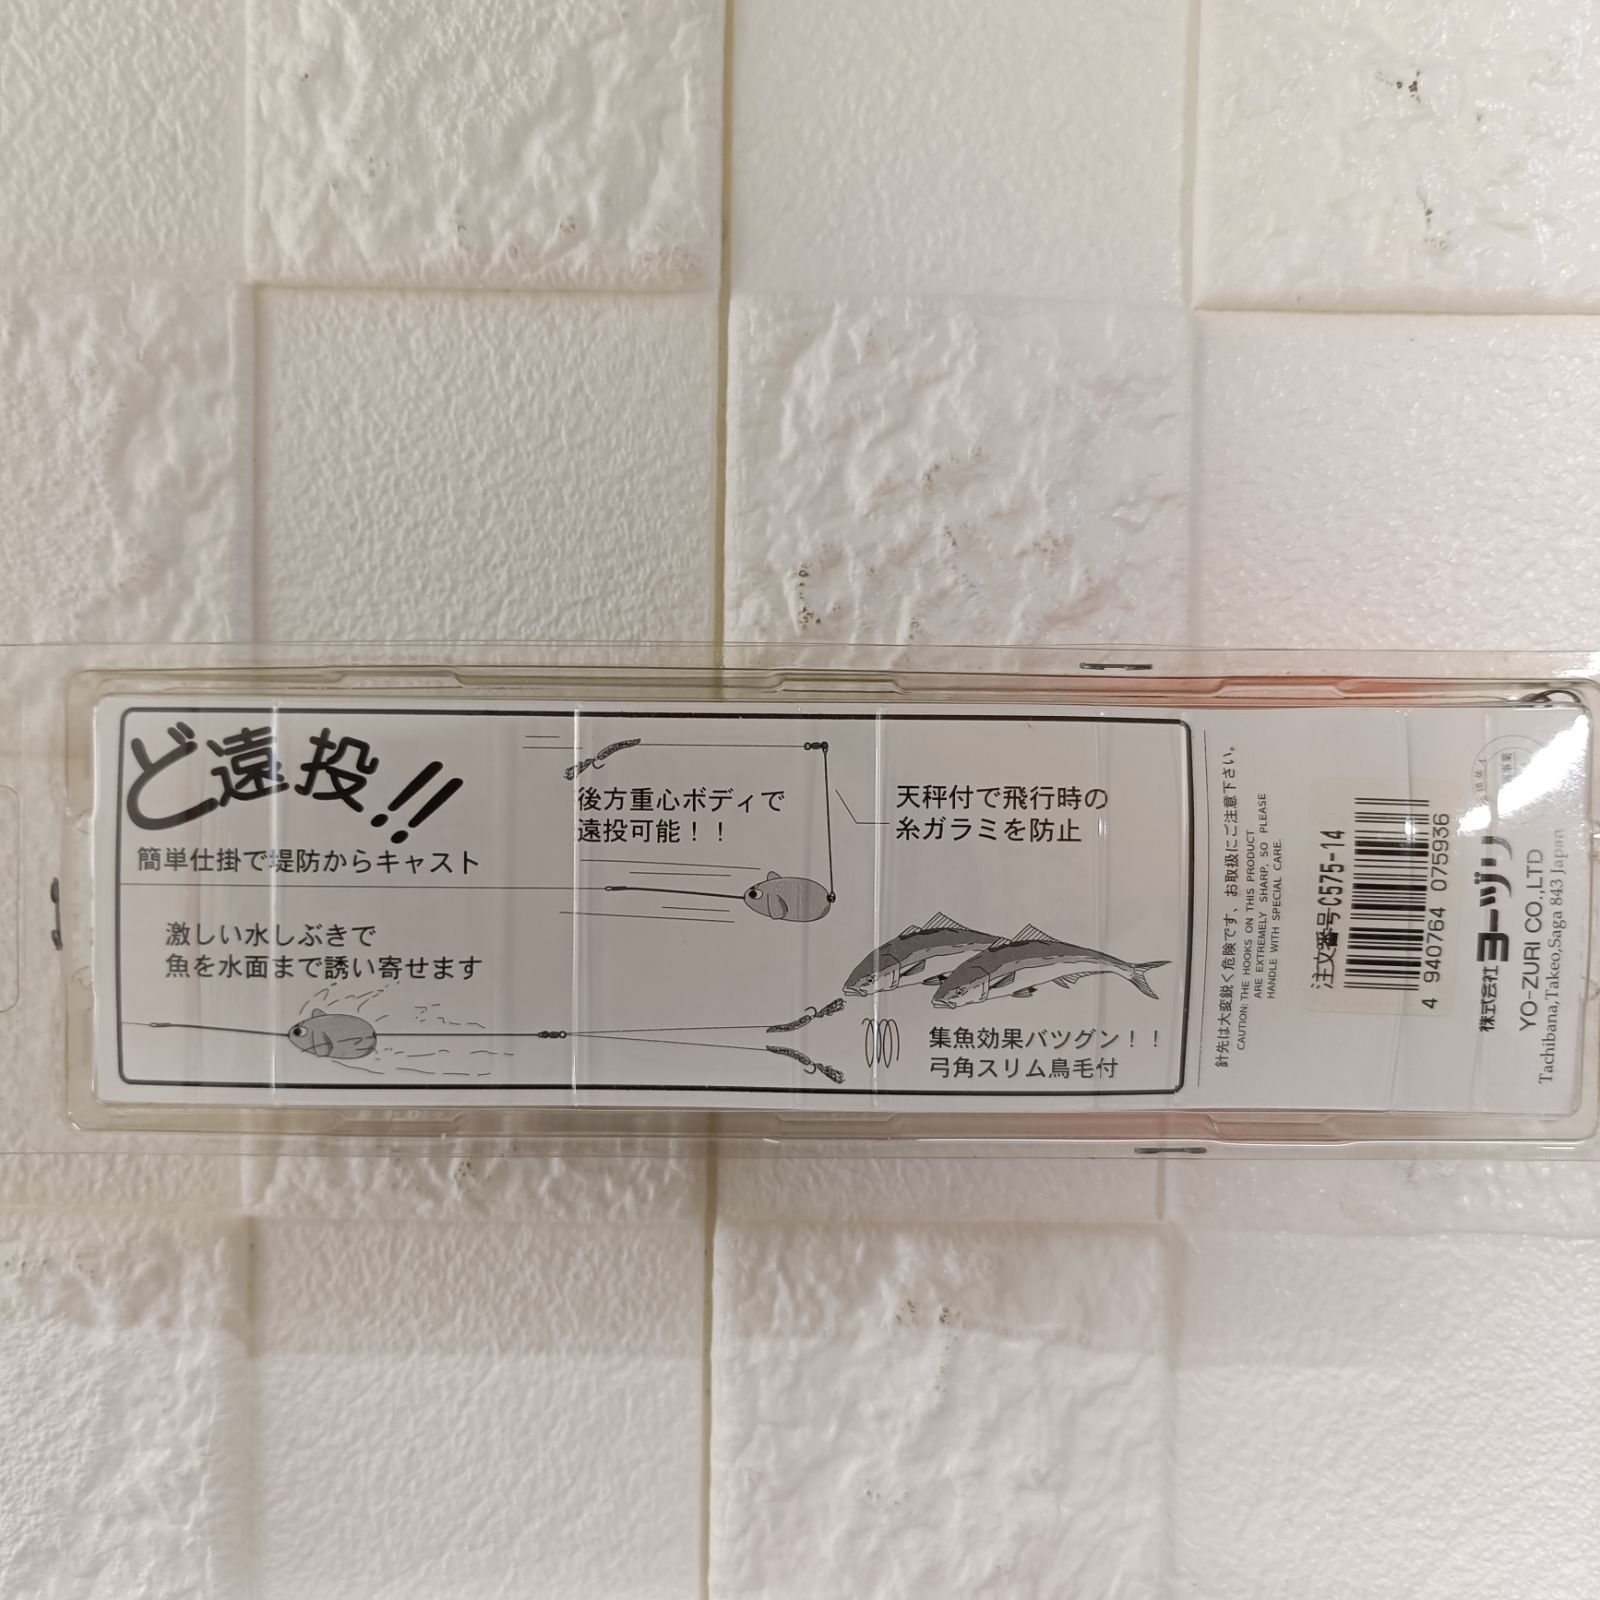 ど遠投!!
簡単仕掛で堤防からキャスト
後方重心ボディで
遠投可能！！
天秤付で飛行時の
糸ガラミを防止
激しい水しぶきで
魚を水面まで誘い寄せます
集魚効果バツグン！！
弓角スリム鳥毛付
針先は大変鋭く危険です、お取扱にご注意下さい。
CAUTION: THE HOOKS ON THIS PRODUCT
ARE EXTREMELY SHARP, SO PLEASE
HANDLE WITH SPECIAL CARE.
注文番号C575-14
4 940764 075936
株式会社ヨーヅリ
YO-ZURI CO.,LTD
Tachibana,Takeo,Saga 843 Japan